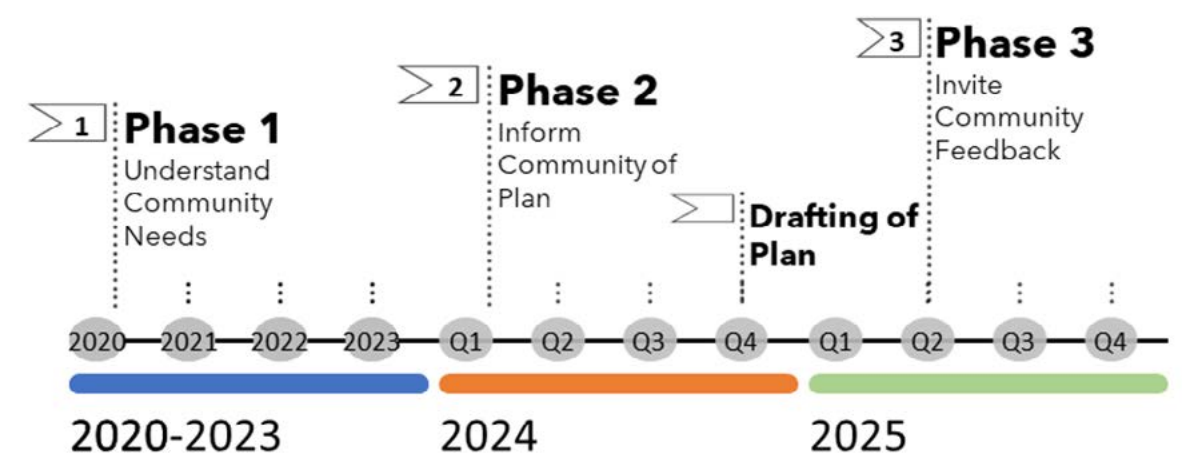 3
Phase 3
Invite
Community
Feedback
2
Phase 2
Inform
Community of
Plan
1
Phase 1
Understand
Community
Needs
Drafting of
Plan
2020 2021 2022 2023 Q1 Q2 Q3 Q4 Q1 Q2 Q3 Q4
2020-2023 2024 2025